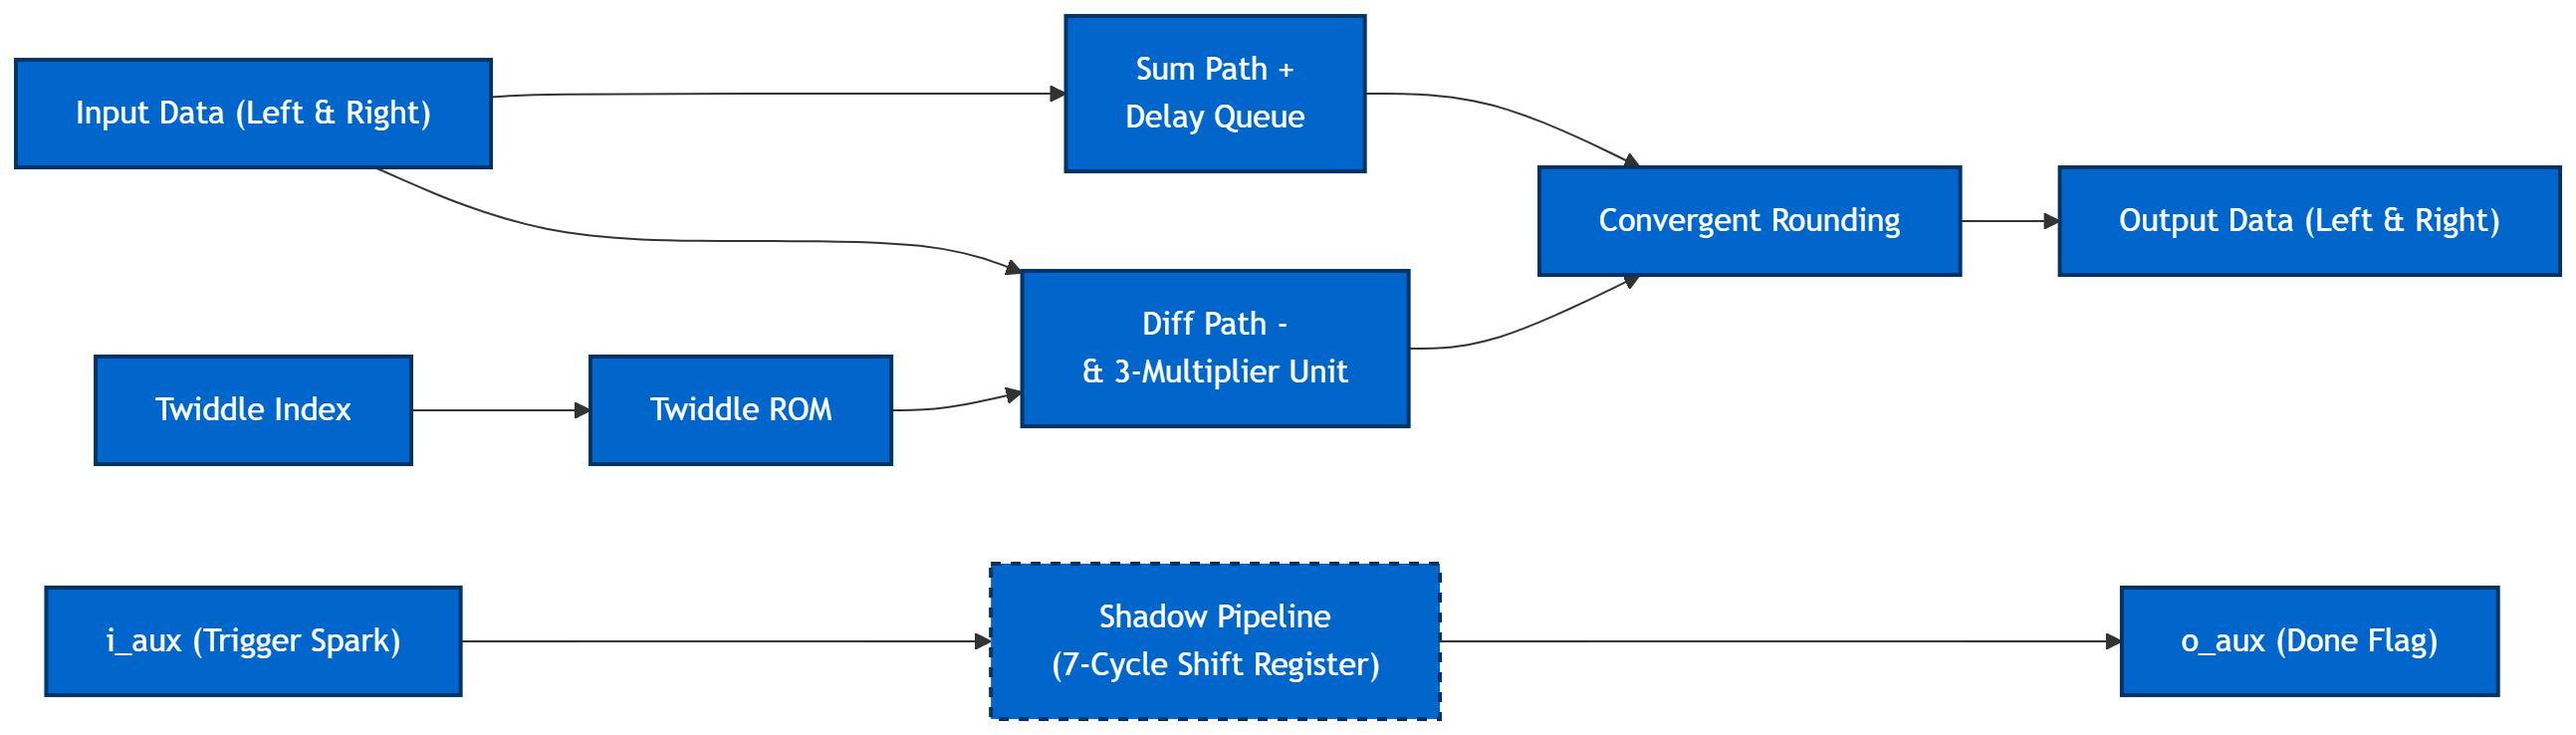 Input Data (Left & Right)
Sum Path +
Delay Queue
Convergent Rounding
Output Data (Left & Right)
Diff Path -
& 3-Multiplier Unit
Twiddle Index
Twiddle ROM
i_aux (Trigger Spark)
Shadow Pipeline
(7-Cycle Shift Register)
o_aux (Done Flag)